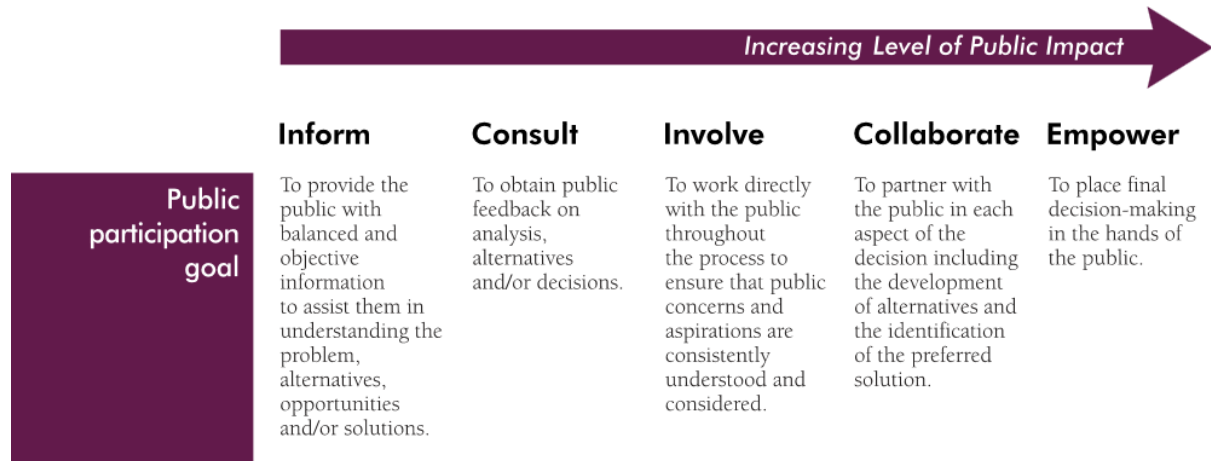 Increasing Level of Public Impact
Inform
Consult
Involve
Collaborate
Empower
Public
participation
goal
To provide the
public with
balanced and
objective
information
to assist them in
understanding the
problem,
alternatives,
opportunities
and/or solutions.
To obtain public
feedback on
analysis,
alternatives
and/or decisions.
To work directly
with the public
throughout
the process to
ensure that public
concerns and
aspirations are
consistently
understood and
considered.
To partner with
the public in each
aspect of the
decision including
the development
of alternatives and
the identification
of the preferred
solution.
To place final
decision-making
in the hands of
the public.